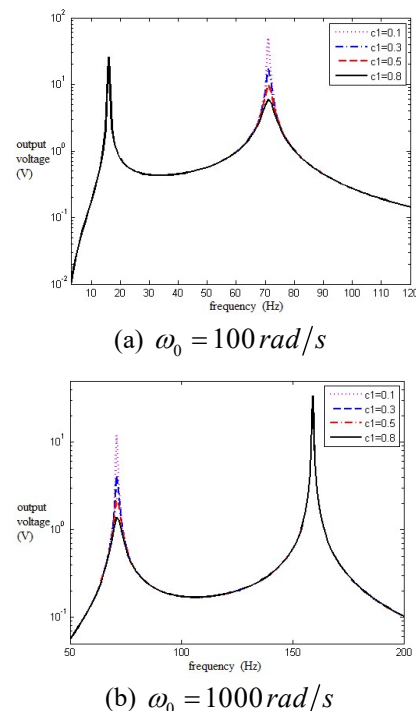 10^2
c1=0.1
c1=0.3
c1=0.5
c1=0.8
10^1
output
voltage
(V)
10^0
10^-1
10^-2
10 20 30 40 50 60 70 80 90 100 110 120
frequency (Hz)
(a) ω₀ = 100 rad/s
c1=0.1
c1=0.3
c1=0.5
c1=0.8
10^1
output
voltage
(V)
10^0
10^-1
50 100 150 200
frequency (Hz)
(b) ω₀ = 1000 rad/s